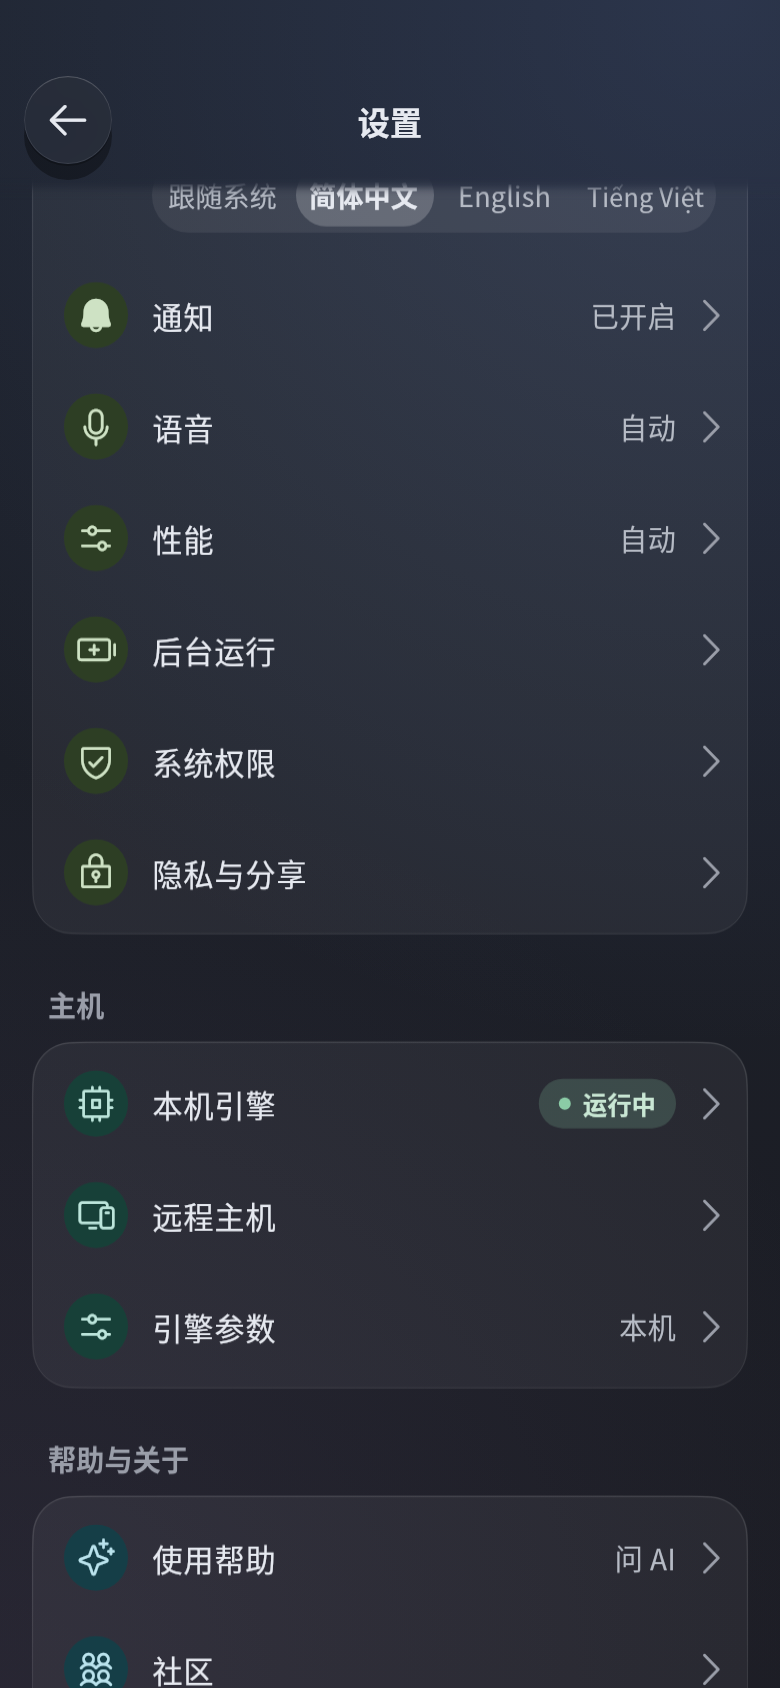 设置
跟随系统 简体中文 English Tiếng Việt
通知 已开启
语音 自动
性能 自动
后台运行
系统权限
隐私与分享
主机
本机引擎 运行中
远程主机
引擎参数 本机
帮助与关于
使用帮助 问 AI
社区